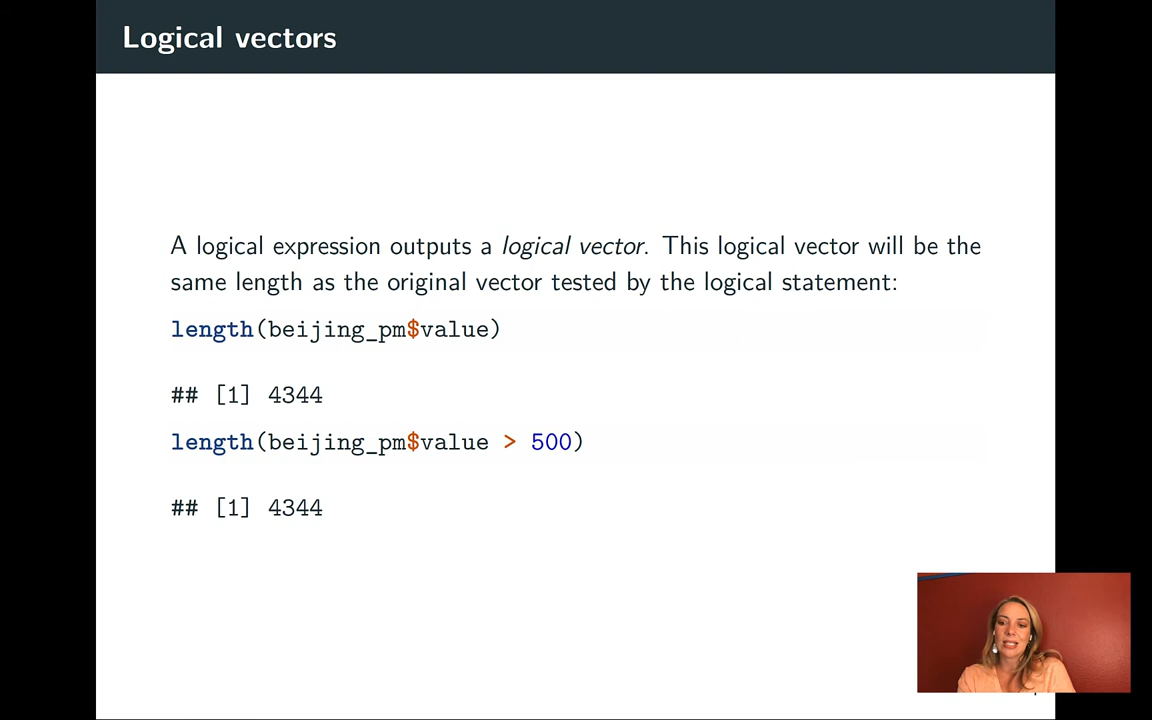 Logical vectors
A logical expression outputs a logical vector. This logical vector will be the
same length as the original vector tested by the logical statement:
length(beijing_pm$value)
## [1] 4344
length(beijing_pm$value > 500)
## [1] 4344